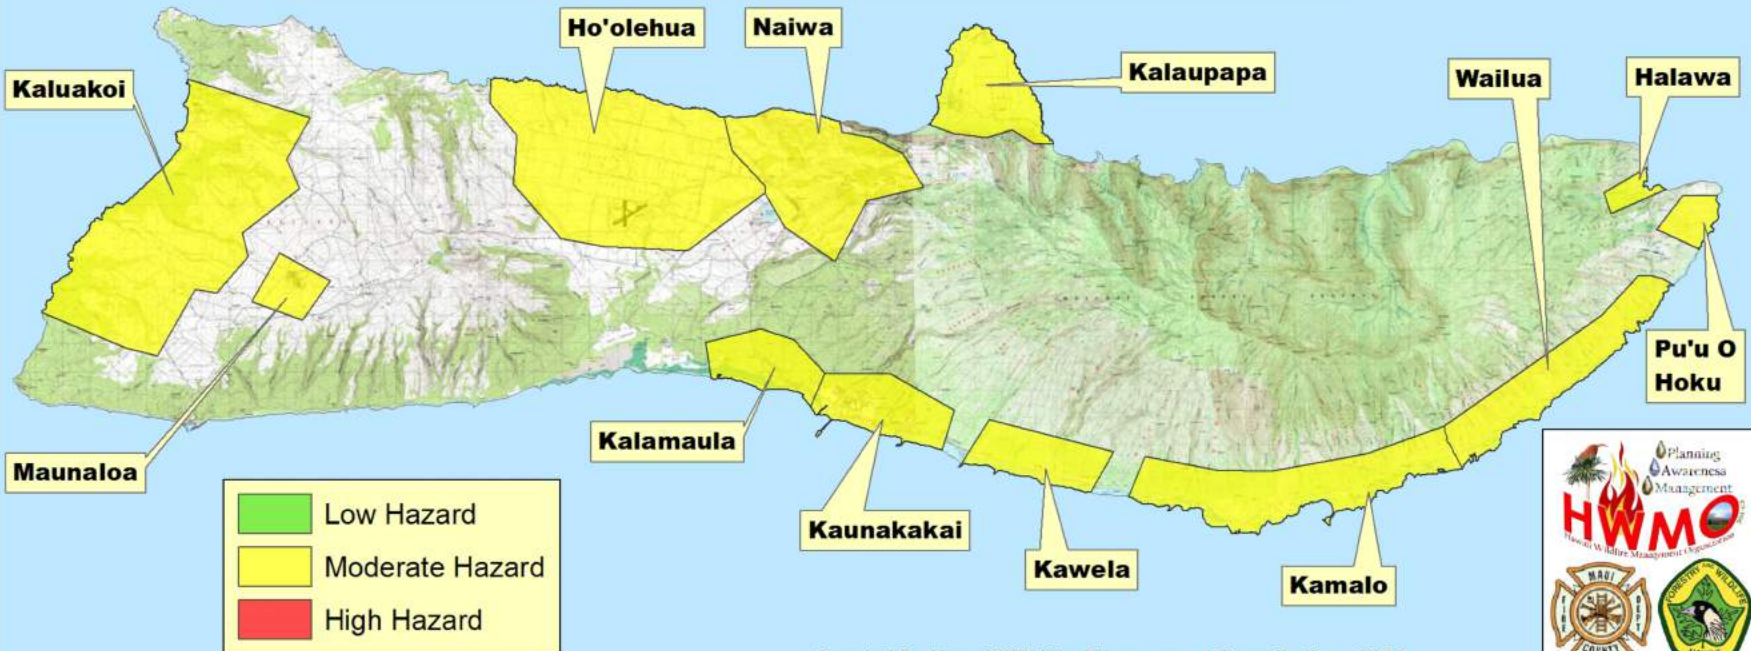 Ho'olehua
Naiwa
Kalaupapa
Wailua
Halawa
Kaluakoi
Pu'u O
Hoku
Maunaloa
Kalamaula
Kaunakakai
Kawela
Kamalo
Low Hazard
Moderate Hazard
High Hazard
Planning
Awareness
Management
HWMO
Hawaii Wildfire Management Organization
MAUI
FIRE
DEPT
COUNTY
FORESTRY AND WILDLIFE